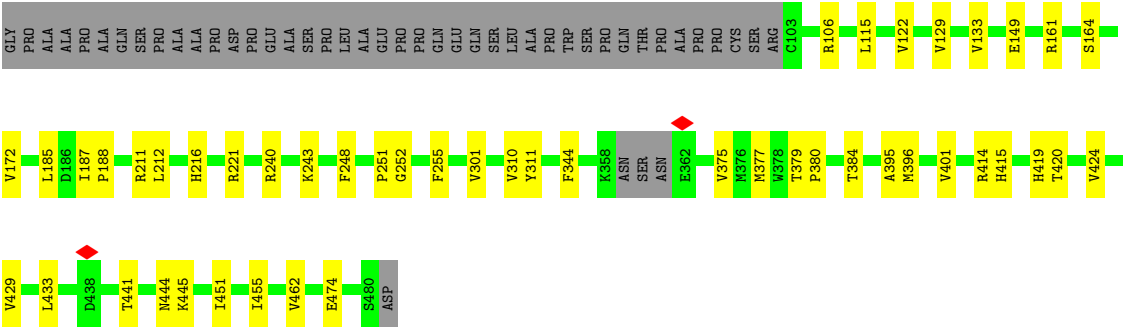 GLY PRO ALA ALA PRO ALA GLN SER PRO ALA ALA PRO ASP PRO GLU ALA SER PRO LEU ALA GLU PRO PRO GLN GLU GLN SER LEU ALA PRO TRP SER PRO GLN THR PRO ALA PRO PRO CYS SER ARG C103 R106 L115 V122 V129 V133 E149 R161 S164
V172 L185 D186 I187 P188 R211 L212 H216 R221 R240 K243 F248 P251 G252 F255 V301 V310 Y311 F344 K358 ASN SER ASN E362 V375 M376 M377 W378 T379 P380 T384 A395 M396 V401 R414 H415 H419 T420 V424
V429 L433 D438 T441 N444 K445 I451 I455 V462 E474 S480 ASP